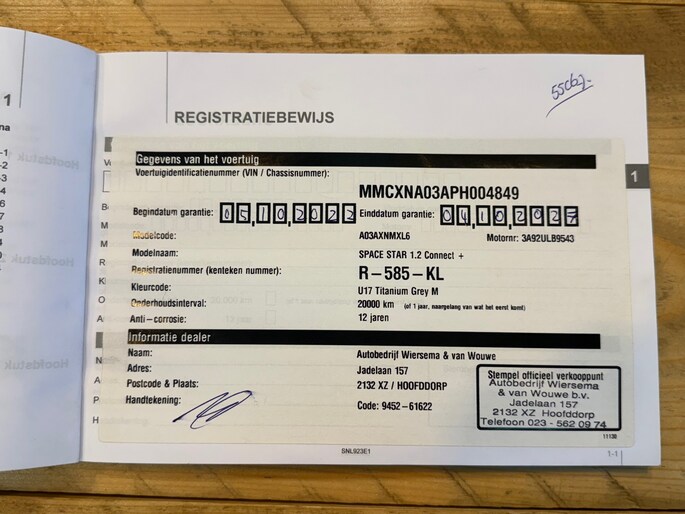 1
REGISTRATIEBEWIJS
Gegevens van het voertuig
Voertuigidentificatienummer (VIN / Chassisnummer):
MMCXNA03APH004849
1
Begindatum garantie: 05,10,2022 Einddatum garantie: 04,10,2027
Modelcode: A03AXNMXL6 Motornr: 3A92ULB9543
Modelnaam: SPACE STAR 1.2 Connect +
Registratienummer (kenteken nummer): R-585-KL
Kleurcode: U17 Titanium Grey M
Onderhoudsinterval: 20000 km (of 1 jaar, naargelang van wat het eerst komt)
Anti-corrosie: 12 jaren
Informatie dealer
Naam: Autobedrijf Wiersema & van Wouwe
Adres: Jadelaan 157
Postcode & Plaats: 2132 XZ / HOOFDDORP
Handtekening: Code: 9452-61622
Stempel officieel verkooppunt
Autobedrijf Wiersema
& van Wouwe b.v.
Jadelaan 157
2132 XZ Hoofddorp
Telefoon 023 - 562 09 74
11130
SNL923E1
1-1